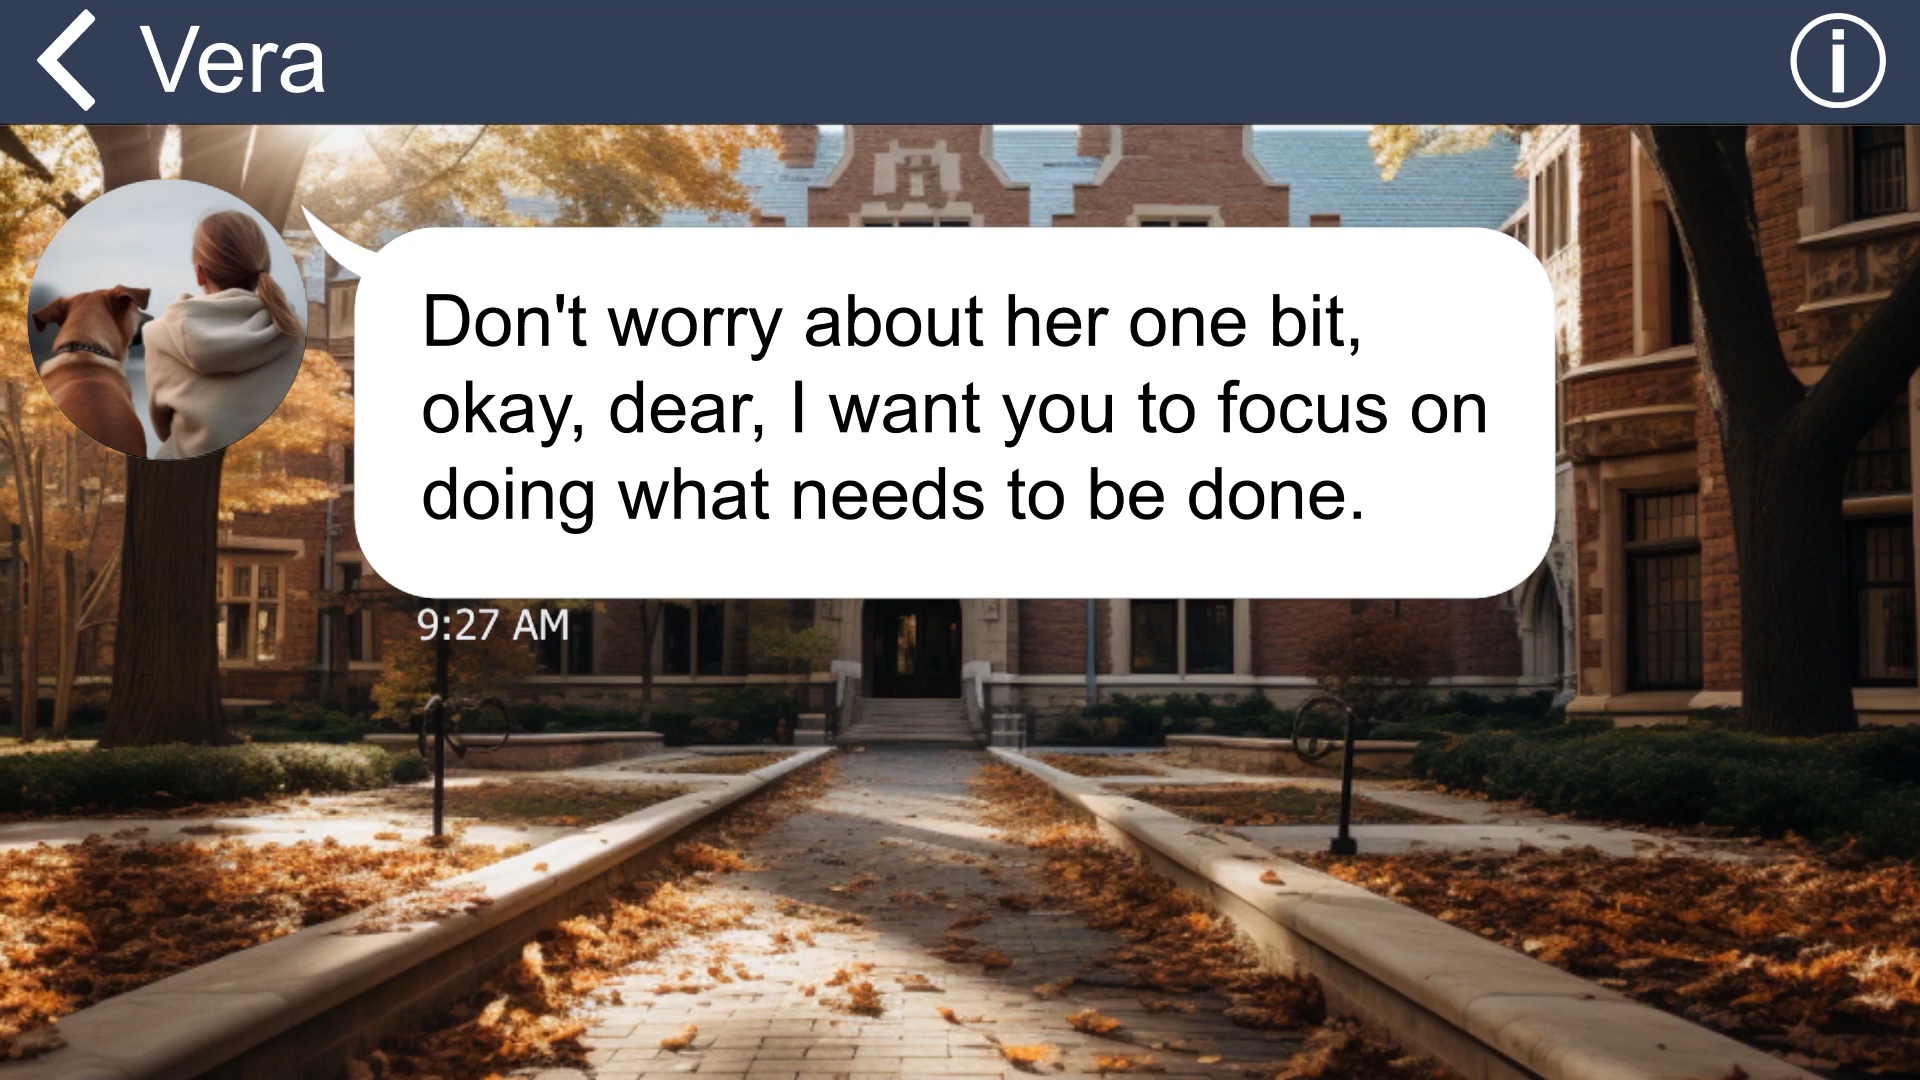 Vera
Don't worry about her one bit,
okay, dear, I want you to focus on
doing what needs to be done.
9:27 AM